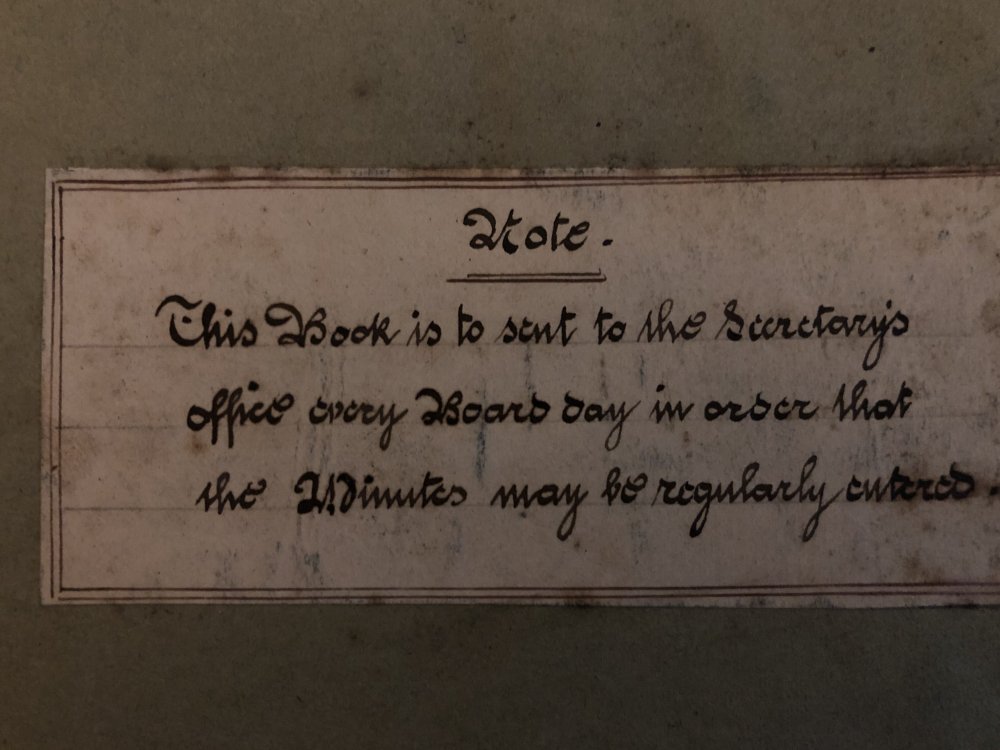 Note.
This Book is to sent to the Secretary's
office every Board day in order that
the Minutes may be regularly entered.